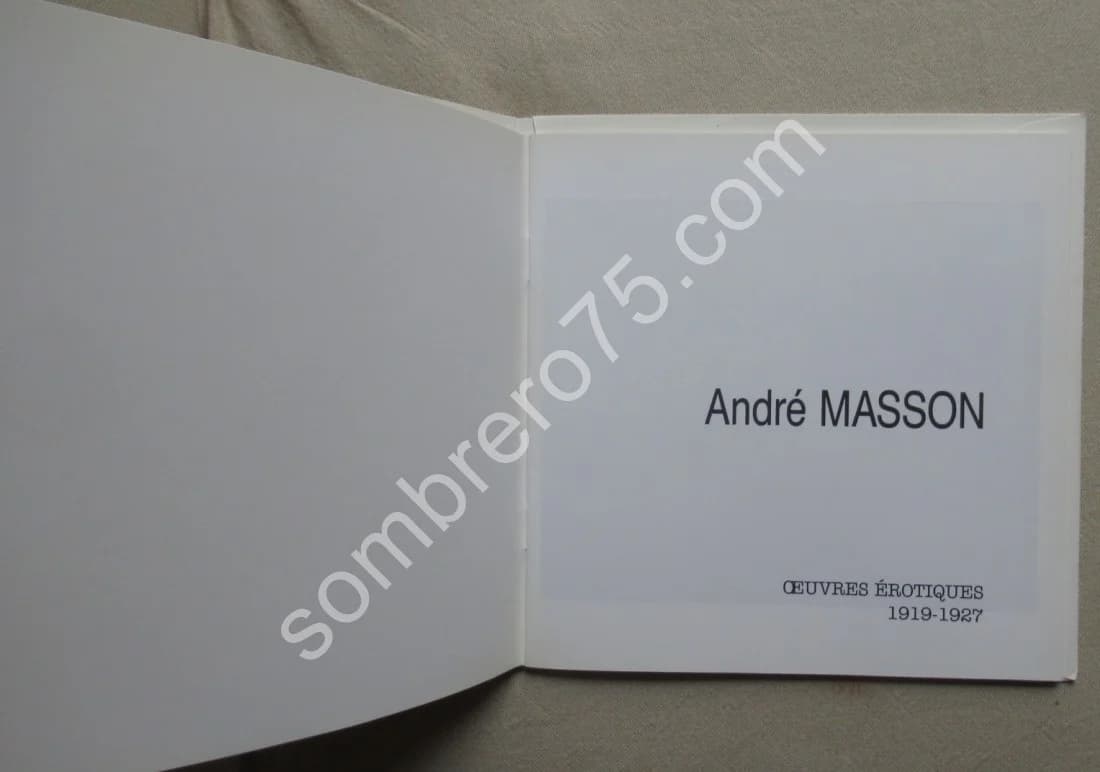 sombrero75.com
André MASSON
ŒUVRES ÉROTIQUES
1919-1927